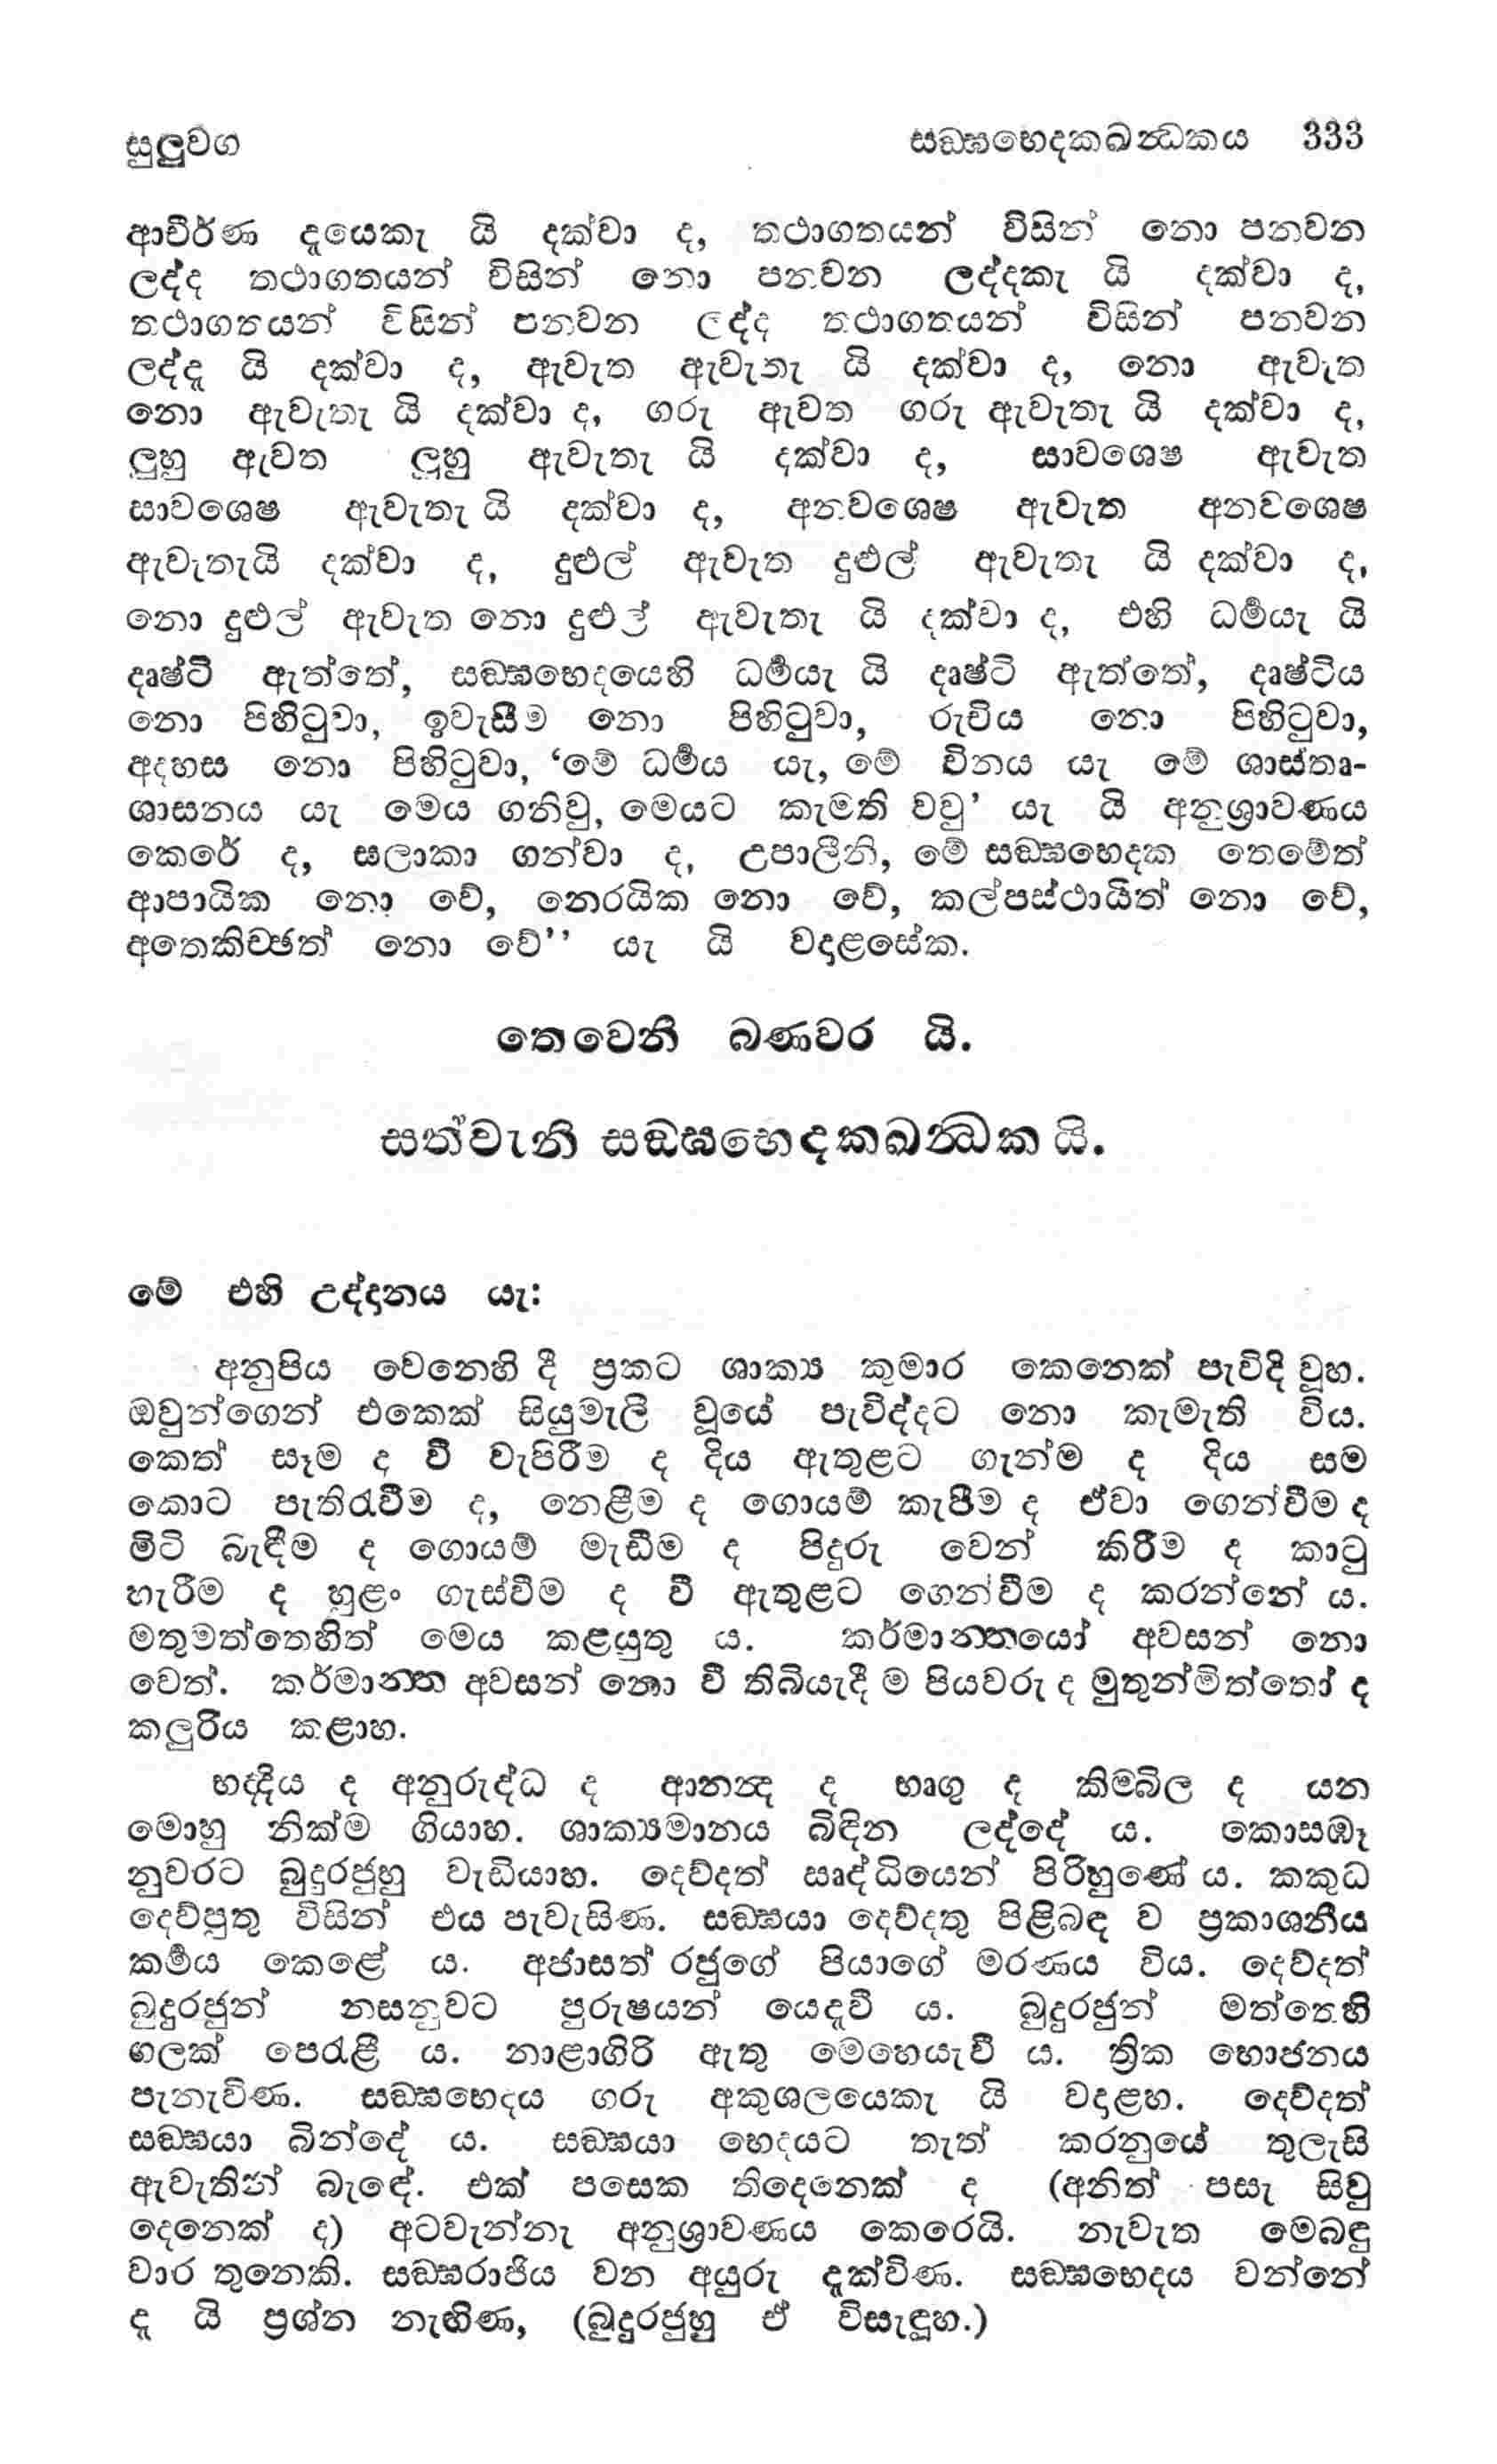 සුලුවග සඞ්ඝභෙදකඛන්ධකය 333
ආචීර්ණ දැයෙකැ යි දක්වා ද, තථාගතයන් විසින් නො පනවන
ලද්ද තථාගතයන් විසින් නො පනවන ලද්දකැ යි දක්වා ද,
තථාගතයන් විසින් පනවන ලද්ද තථාගතයන් විසින් පනවන
ලද්දැ යි දක්වා ද, ඇවැත ඇවැතැ යි දක්වා ද, නො ඇවැත
නො ඇවැතැ යි දක්වා ද, ගරු ඇවත ගරු ඇවැතැ යි දක්වා ද,
ලුහු ඇවත ලුහු ඇවැතැ යි දක්වා ද, සාවශෙෂ ඇවැත
සාවශෙෂ ඇවැතැ යි දක්වා ද, අනවශෙෂ ඇවැත අනවශෙෂ
ඇවැතැයි දක්වා ද, දුළුල් ඇවැත දුළුල් ඇවැතැ යි දක්වා ද,
නො දුළුල් ඇවැත නො දුළුල් ඇවැතැ යි දක්වා ද, එහි ධර්‍මයැ යි
දෘෂ්ටි ඇත්තේ, සඞ්ඝභෙදයෙහි ධර්‍මයැ යි දෘෂ්ටි ඇත්තේ, දෘෂ්ටිය
නො පිහිටුවා, ඉවැසීම නො පිහිටුවා, රුචිය නො පිහිටුවා,
අදහස නො පිහිටුවා, ‘මේ ධර්‍මය යැ, මේ විනය යැ මේ ශාස්තෘ-
ශාසනය යැ මෙය ගනිවු, මෙයට කැමති වවු’ යැ යි අනුශ්‍රාවණය
කෙරේ ද, සලාකා ගන්වා ද, උපාලීනි, මේ සඞ්ඝභෙදක තෙමේත්
ආපායික නො වේ, නෙරයික නො වේ, කල්පස්ථායිත් නො වේ,
අතෙකිච්ඡත් නො වේ’’ යැ යි වදාළසේක.
තෙවෙනි බණවර යි.
සත්වැනි සඞ්ඝභෙදකඛන්ධක යි.
මේ එහි උද්දානය යැ:
අනුපිය වෙනෙහි දී ප්‍රකට ශාක්‍ය කුමාර කෙනෙක් පැවිදි වූහ.
ඔවුන්ගෙන් එකෙක් සියුමැලි වූයේ පැවිද්දට නො කැමැති විය.
කෙත් සෑම ද වී වැපිරීම ද දිය ඇතුළට ගැන්ම ද දිය සම
කොට පැතිරැවීම ද, නෙළීම ද ගොයම් කැපීම ද ඒවා ගෙන්වීම ද
මිටි බැඳීම ද ගොයම් මැඩීම ද පිදුරු වෙන් කිරීම ද කාටු
හැරීම ද හුළං ගැස්වීම ද වී ඇතුළට ගෙන්වීම ද කරන්නේ ය.
මතුමත්තෙහිත් මෙය කළයුතු ය. කර්මාන්තයෝ අවසන් නො
වෙත්. කර්මාන්ත අවසන් නො වී තිබියැදී ම පියවරු ද මුතුන්මිත්තෝ ද
කලුරිය කළාහ.
භද්දිය ද අනුරුද්ධ ද ආනන්ද ද භෘගු ද කිම්බිල ද යන
මොහු නික්ම ගියාහ. ශාක්‍යමානය බිඳින ලද්දේ ය. කොසඹෑ
නුවරට බුදුරජුහු වැඩියාහ. දෙව්දත් ඍද්ධියෙන් පිරිහුණේ ය. කකුධ
දෙව්පුතු විසින් එය පැවැසිණ. සඞ්ඝයා දෙව්දතු පිළිබඳ ව ප්‍රකාශනීය
කර්‍මය කෙළේ ය. අජාසත් රජුගේ පියාගේ මරණය විය. දෙව්දත්
බුදුරජුන් නසනුවට පුරුෂයන් යෙදැවී ය. බුදුරජුන් මත්තෙහි
ගලක් පෙරැළී ය. නාළාගිරි ඇතු මෙහෙයැවී ය. ත්‍රික භොජනය
පැනැවිණ. සඞ්ඝභෙදය ගරු අකුශලයෙකැ යි වදාළහ. දෙව්දත්
සඞ්ඝයා බින්දේ ය. සඞ්ඝයා භෙදයට තැත් කරනුයේ තුලැසි
ඇවැතින් බැඳේ. එක් පසෙක තිදෙනෙක් ද (අනිත් පසැ සිවු
දෙනෙක් ද) අටවැන්නැ අනුශ්‍රාවණය කෙරෙයි. නැවැත මෙබඳු
වාර තුනෙකි. සඞ්ඝරාජිය වන අයුරු දැක්විණ. සඞ්ඝභෙදය වන්නේ
දැ යි ප්‍රශ්න නැඟිණ, (බුදුරජුහු ඒ විසැඳූහ.)